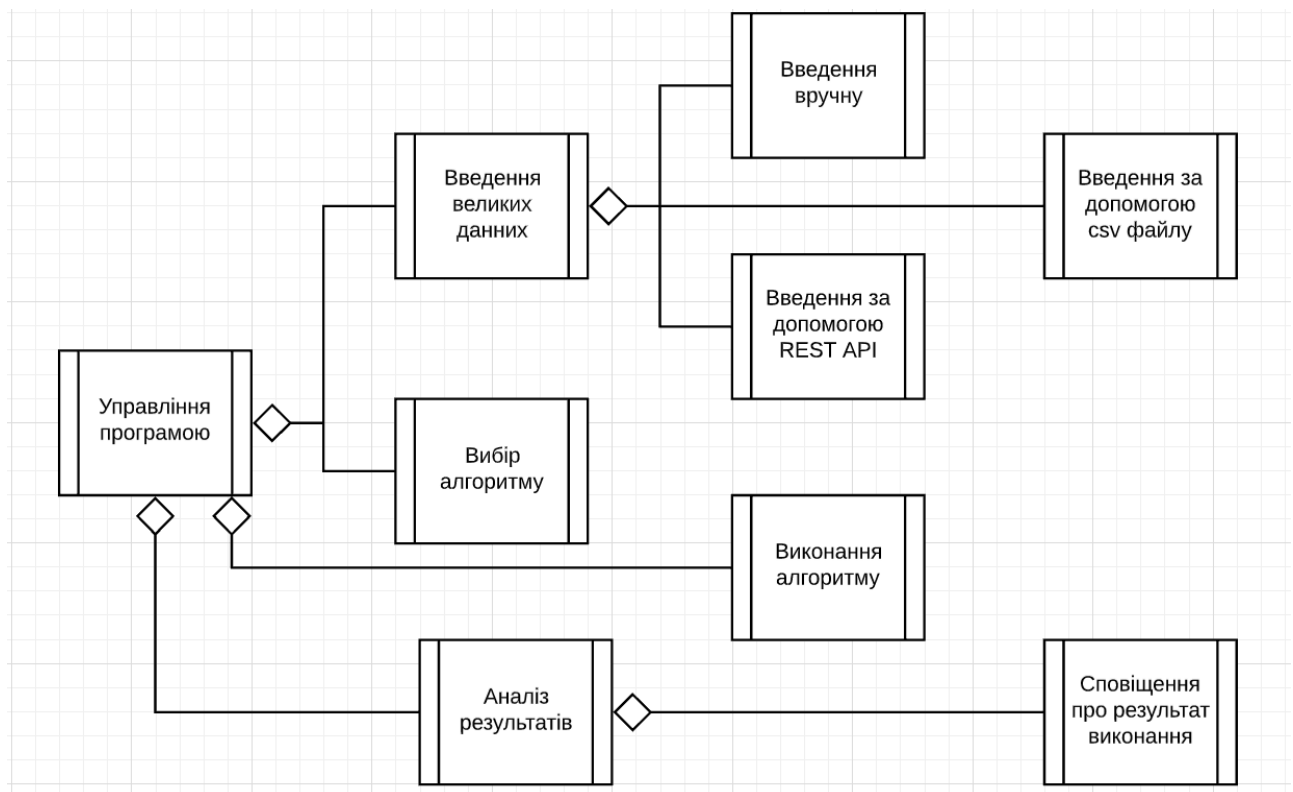 Введення
вручну
Введення
великих
данних
Введення за
допомогою
csv файлу
Введення за
допомогою
REST API
Управління
програмою
Вибір
алгоритму
Виконання
алгоритму
Аналіз
результатів
Сповіщення
про результат
виконання